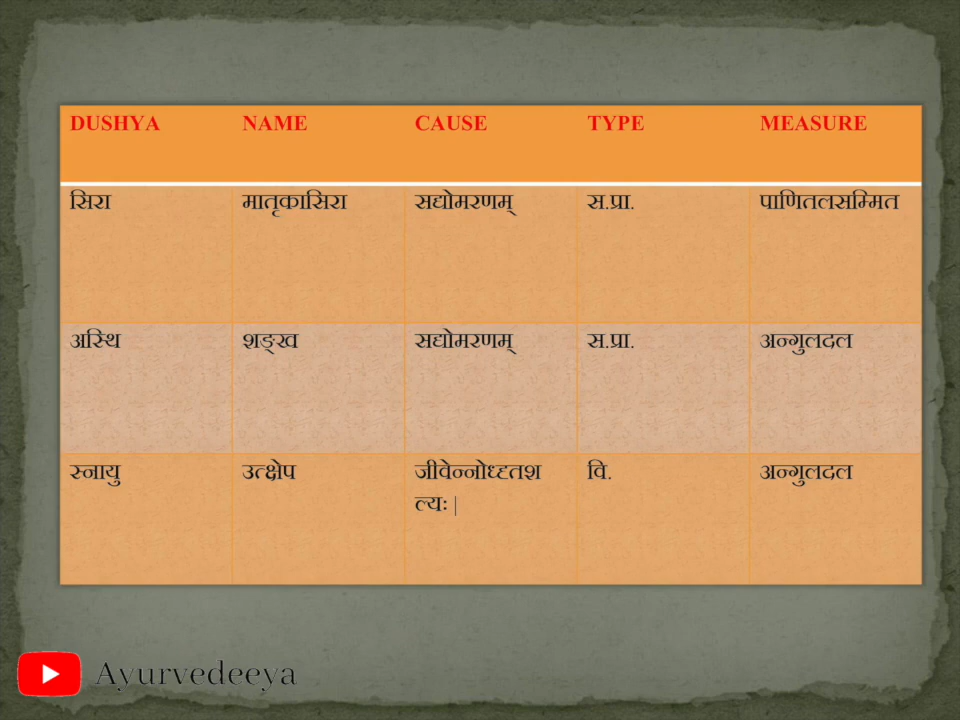 DUSHYA NAME CAUSE TYPE MEASURE
सिरा मातृकासिरा सद्योमरणम् स.प्रा. पाणितलसम्मित
अस्थि शङ्ख सद्योमरणम् स.प्रा. अन्गुलदल
स्नायु उत्क्षेप जीवेन्नोध्दृतश वि. अन्गुलदल
ल्यः |
Ayurvedeeya